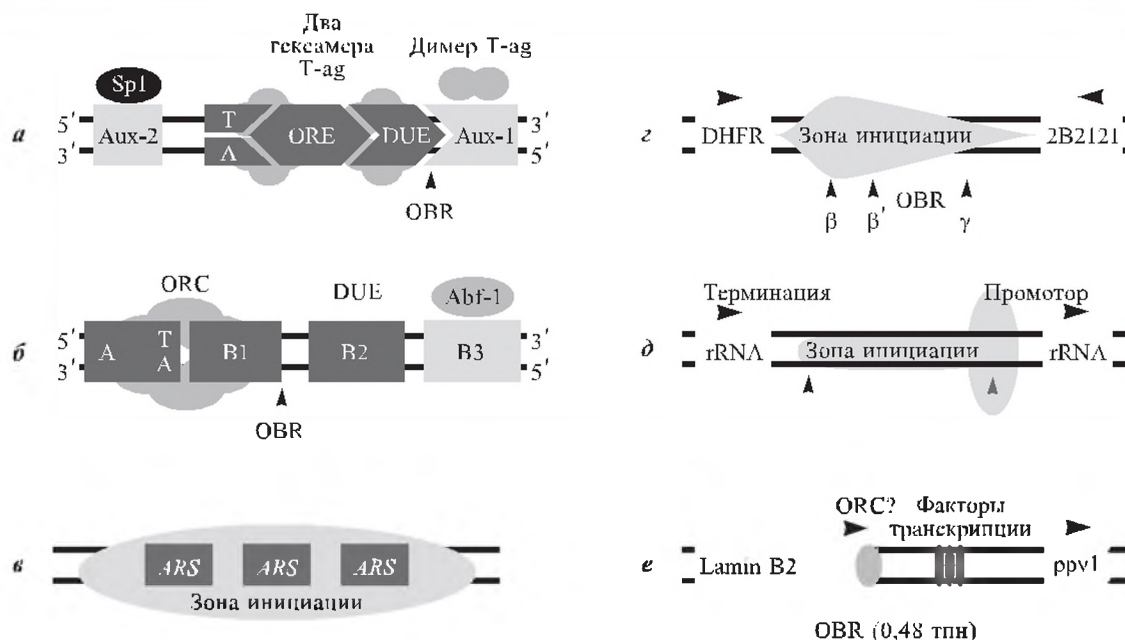 а
Два
гексамера
T-ag
Димер T-ag
Sp1
5′
3′
Aux-2
T
A
ORE
DUE
Aux-1
3′
5′
OBR
б
ORC
DUE
Abf-1
5′
3′
A
T
A
B1
B2
B3
3′
5′
OBR
в
ARS
ARS
ARS
Зона инициации
г
DHFR
Зона инициации
2B2121
OBR
β
β′
γ
д
Терминация
Промотор
rRNA
Зона инициации
rRNA
е
ORC?
Факторы
транскрипции
Lamin B2
ppv1
OBR (0,48 тпн)